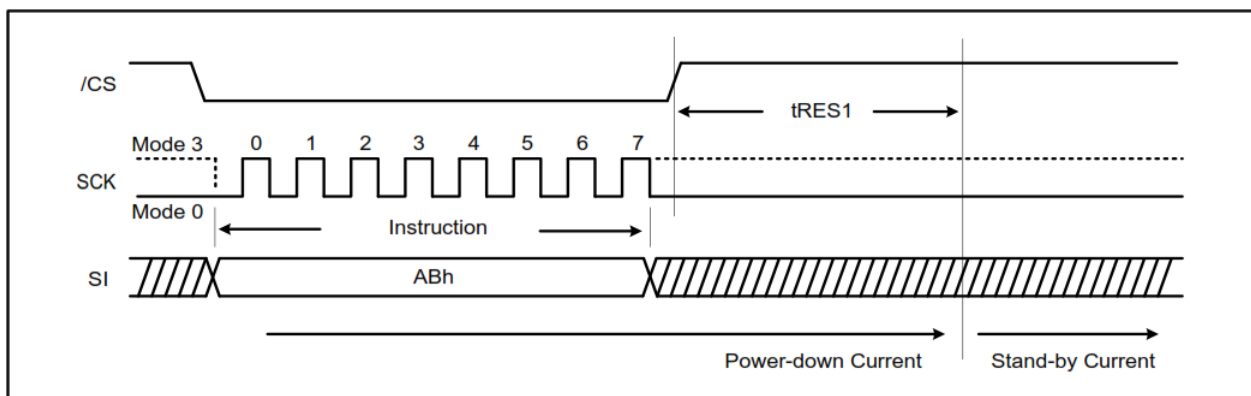 /CS
tRES1
Mode 3
0 1 2 3 4 5 6 7
SCK
Mode 0
Instruction
SI
ABh
Power-down Current
Stand-by Current